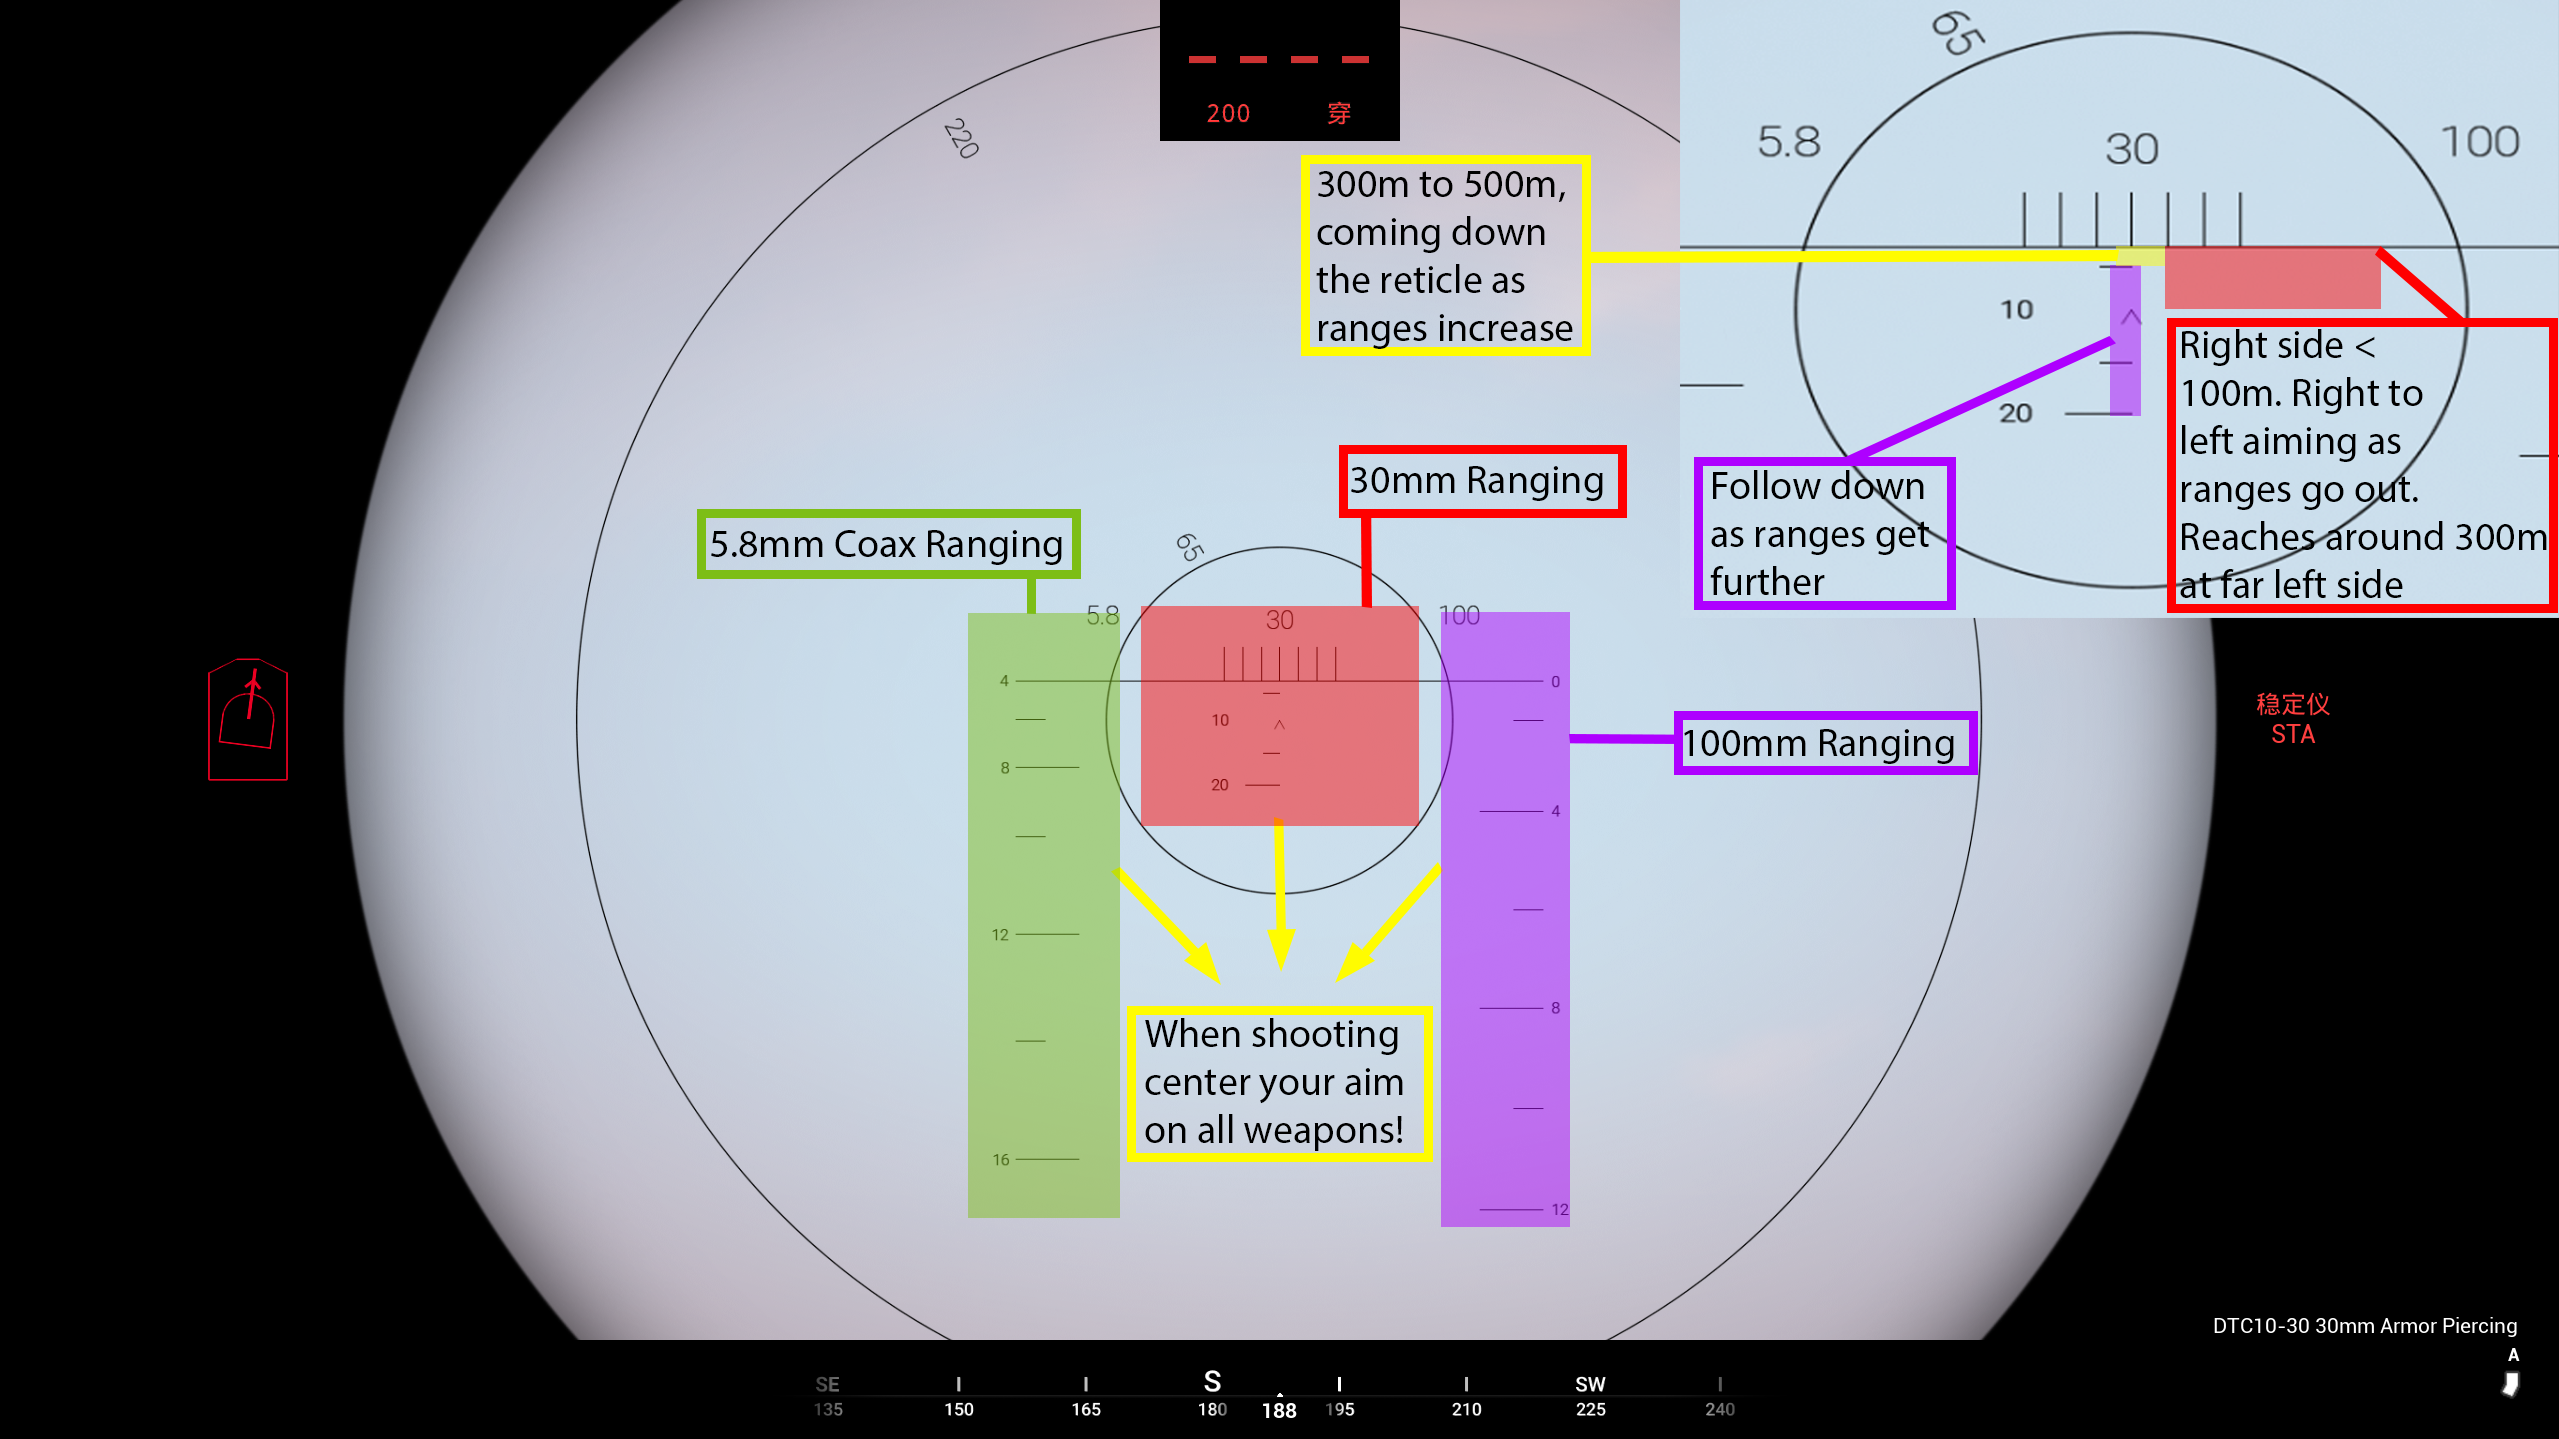 200 穿
220
300m to 500m,
coming down
the reticle as
ranges increase
65
5.8 30 100
10
20
Right side <
100m. Right to
left aiming as
ranges go out.
Reaches around 300m
at far left side
Follow down
as ranges get
further
30mm Ranging
5.8mm Coax Ranging
65
5.8 30 100
4
8
12
16
10
20
0
4
8
12
100mm Ranging
稳定仪
STA
When shooting
center your aim
on all weapons!
DTC10-30 30mm Armor Piercing
A
SE S SW
135 150 165 180 188 195 210 225 240